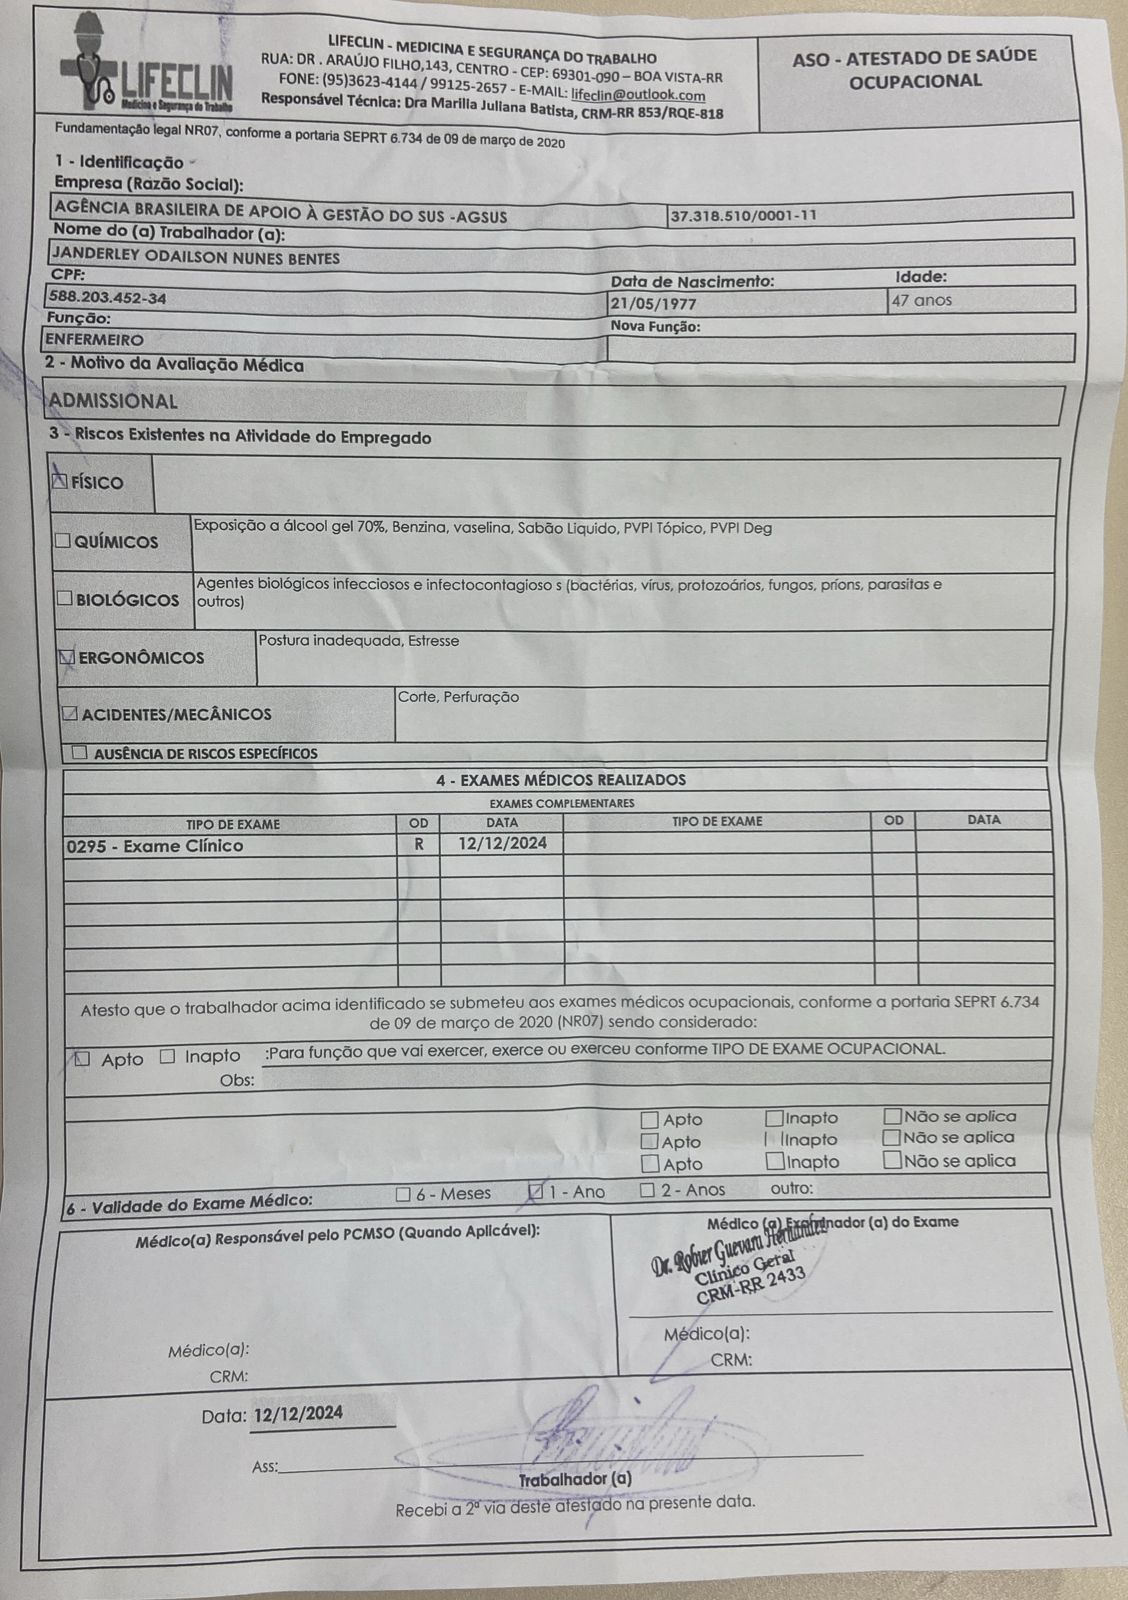 LIFECLIN
Medicina e Segurança do Trabalho
LIFECLIN - MEDICINA E SEGURANÇA DO TRABALHO
RUA: DR . ARAÚJO FILHO,143, CENTRO - CEP: 69301-090 – BOA VISTA-RR
FONE: (95)3623-4144 / 99125-2657 - E-MAIL: lifeclin@outlook.com
Responsável Técnica: Dra Marilia Juliana Batista, CRM-RR 853/RQE-818
ASO - ATESTADO DE SAÚDE
OCUPACIONAL
Fundamentação legal NR07, conforme a portaria SEPRT 6.734 de 09 de março de 2020
1 - Identificação -
Empresa (Razão Social):
AGÊNCIA BRASILEIRA DE APOIO À GESTÃO DO SUS -AGSUS 37.318.510/0001-11
Nome do (a) Trabalhador (a):
JANDERLEY ODAILSON NUNES BENTES
CPF: Data de Nascimento: Idade:
588.203.452-34 21/05/1977 47 anos
Função: Nova Função:
ENFERMEIRO
2 - Motivo da Avaliação Médica
ADMISSIONAL
3 - Riscos Existentes na Atividade do Empregado
FÍSICO
QUÍMICOS Exposição a álcool gel 70%, Benzina, vaselina, Sabão Liquido, PVPI Tópico, PVPI Deg
BIOLÓGICOS Agentes biológicos infecciosos e infectocontagioso s (bactérias, vírus, protozoários, fungos, príons, parasitas e
outros)
ERGONÔMICOS Postura inadequada, Estresse
ACIDENTES/MECÂNICOS Corte, Perfuração
AUSÊNCIA DE RISCOS ESPECÍFICOS
4 - EXAMES MÉDICOS REALIZADOS
EXAMES COMPLEMENTARES
TIPO DE EXAME OD DATA TIPO DE EXAME OD DATA
0295 - Exame Clínico R 12/12/2024
Atesto que o trabalhador acima identificado se submeteu aos exames médicos ocupacionais, conforme a portaria SEPRT 6.734
de 09 de março de 2020 (NR07) sendo considerado:
Apto Inapto :Para função que vai exercer, exerce ou exerceu conforme TIPO DE EXAME OCUPACIONAL.
Obs:
Apto Inapto Não se aplica
Apto Inapto Não se aplica
Apto Inapto Não se aplica
6 - Validade do Exame Médico: 6 - Meses 1 - Ano 2 - Anos outro:
Médico(a) Responsável pelo PCMSO (Quando Aplicável):
Médico(a):
CRM:
Médico (a) Examinador (a) do Exame
Dr. Robier Guevara Hernandez
Clínico Geral
CRM-RR 2433
Médico(a):
CRM:
Data: 12/12/2024
Ass:
Trabalhador (a)
Recebi a 2ª via deste atestado na presente data.